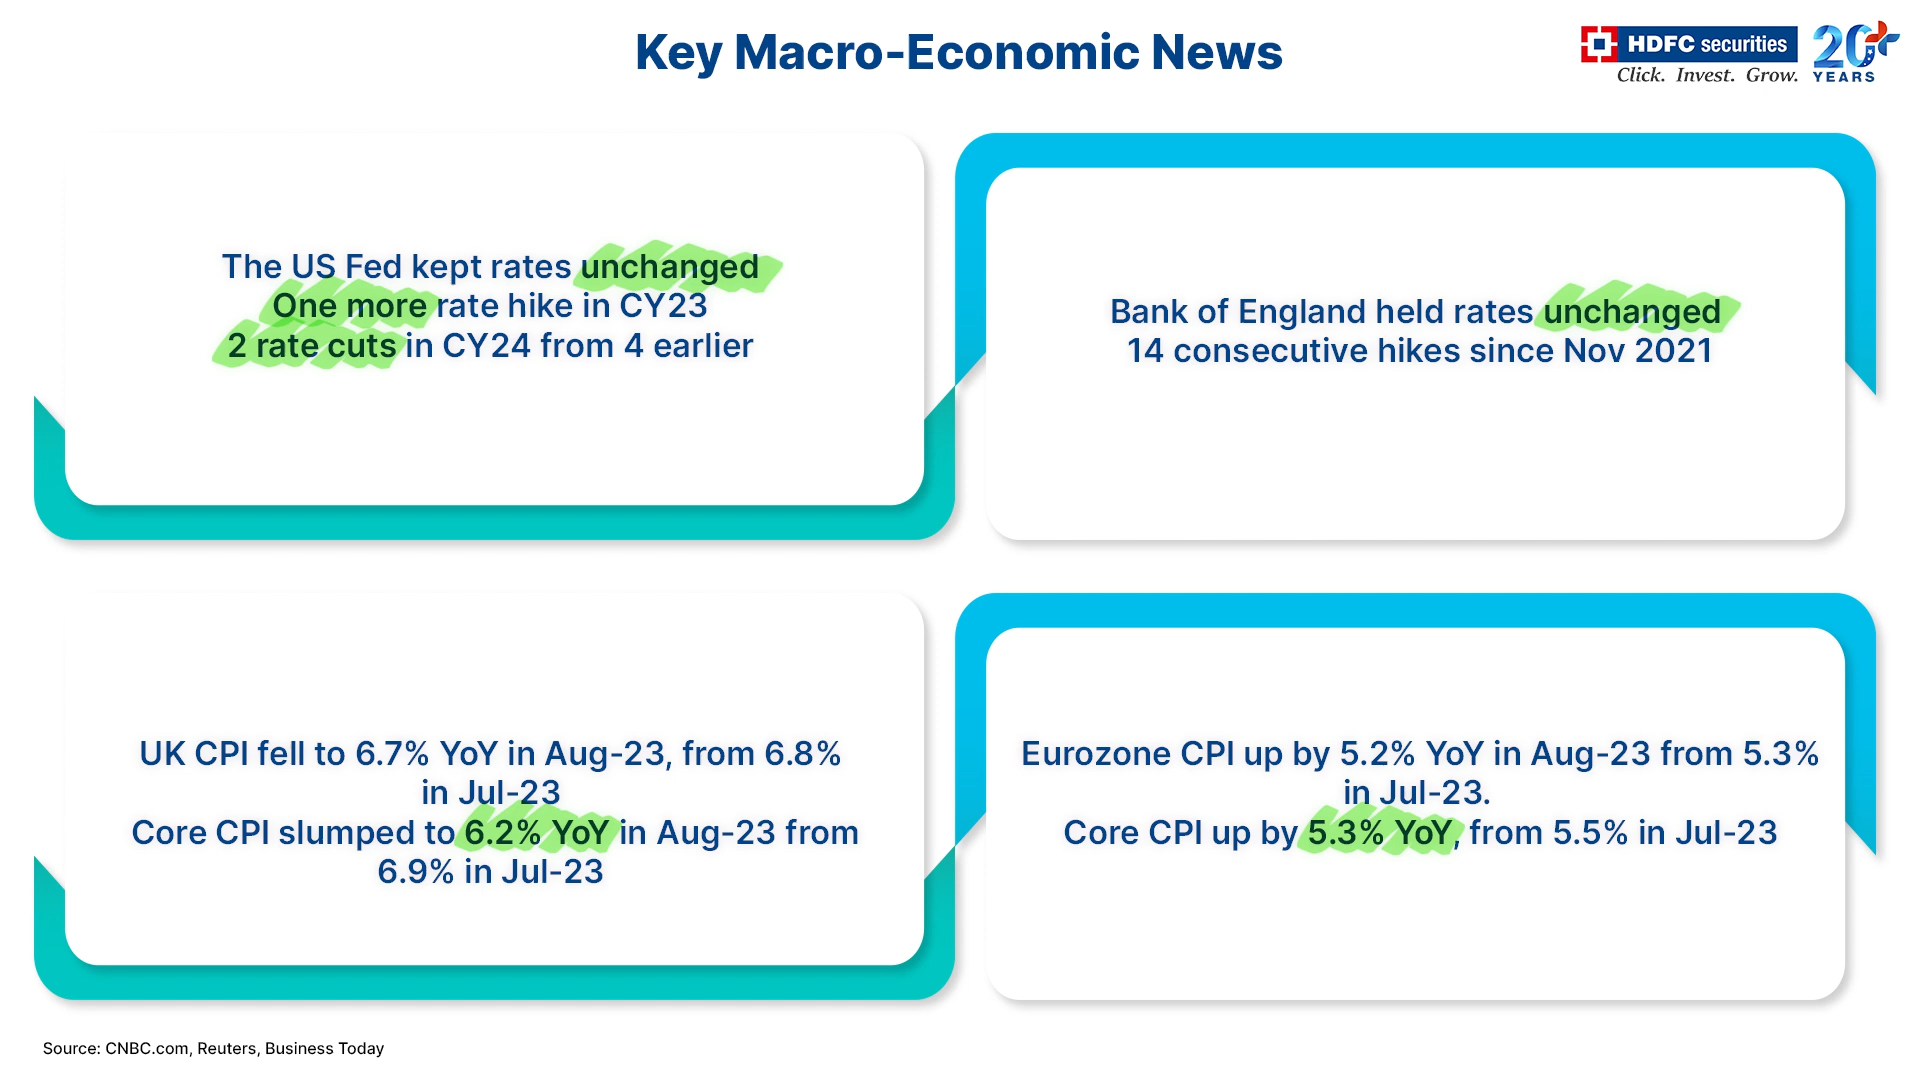 Key Macro-Economic News
HDFC securities
Click. Invest. Grow.
20
YEARS
The US Fed kept rates unchanged
One more rate hike in CY23
2 rate cuts in CY24 from 4 earlier
Bank of England held rates unchanged
14 consecutive hikes since Nov 2021
UK CPI fell to 6.7% YoY in Aug-23, from 6.8%
in Jul-23
Core CPI slumped to 6.2% YoY in Aug-23 from
6.9% in Jul-23
Eurozone CPI up by 5.2% YoY in Aug-23 from 5.3%
in Jul-23.
Core CPI up by 5.3% YoY, from 5.5% in Jul-23
Source: CNBC.com, Reuters, Business Today